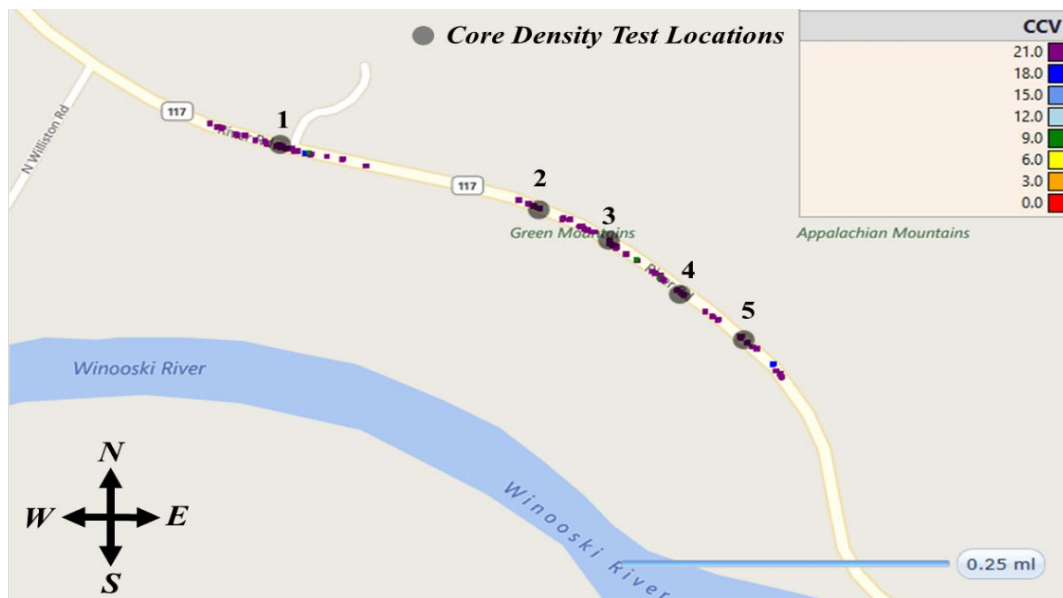 Core Density Test Locations
CCV
21.0
18.0
15.0
12.0
9.0
6.0
3.0
0.0
117
N Williston Rd
1
117
2
3
Green Mountains
Appalachian Mountains
4
5
Winooski River
N
W
E
S
Winooski River
0.25 ml